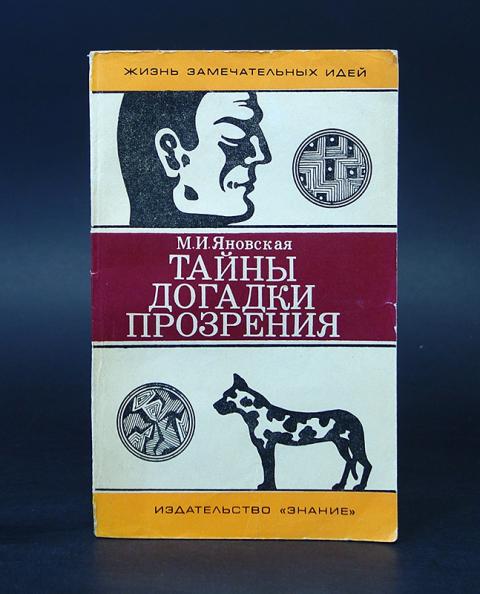 ЖИЗНЬ ЗАМЕЧАТЕЛЬНЫХ ИДЕЙ
М.И.Яновская
ТАЙНЫ
ДОГАДКИ
ПРОЗРЕНИЯ
ИЗДАТЕЛЬСТВО «ЗНАНИЕ»